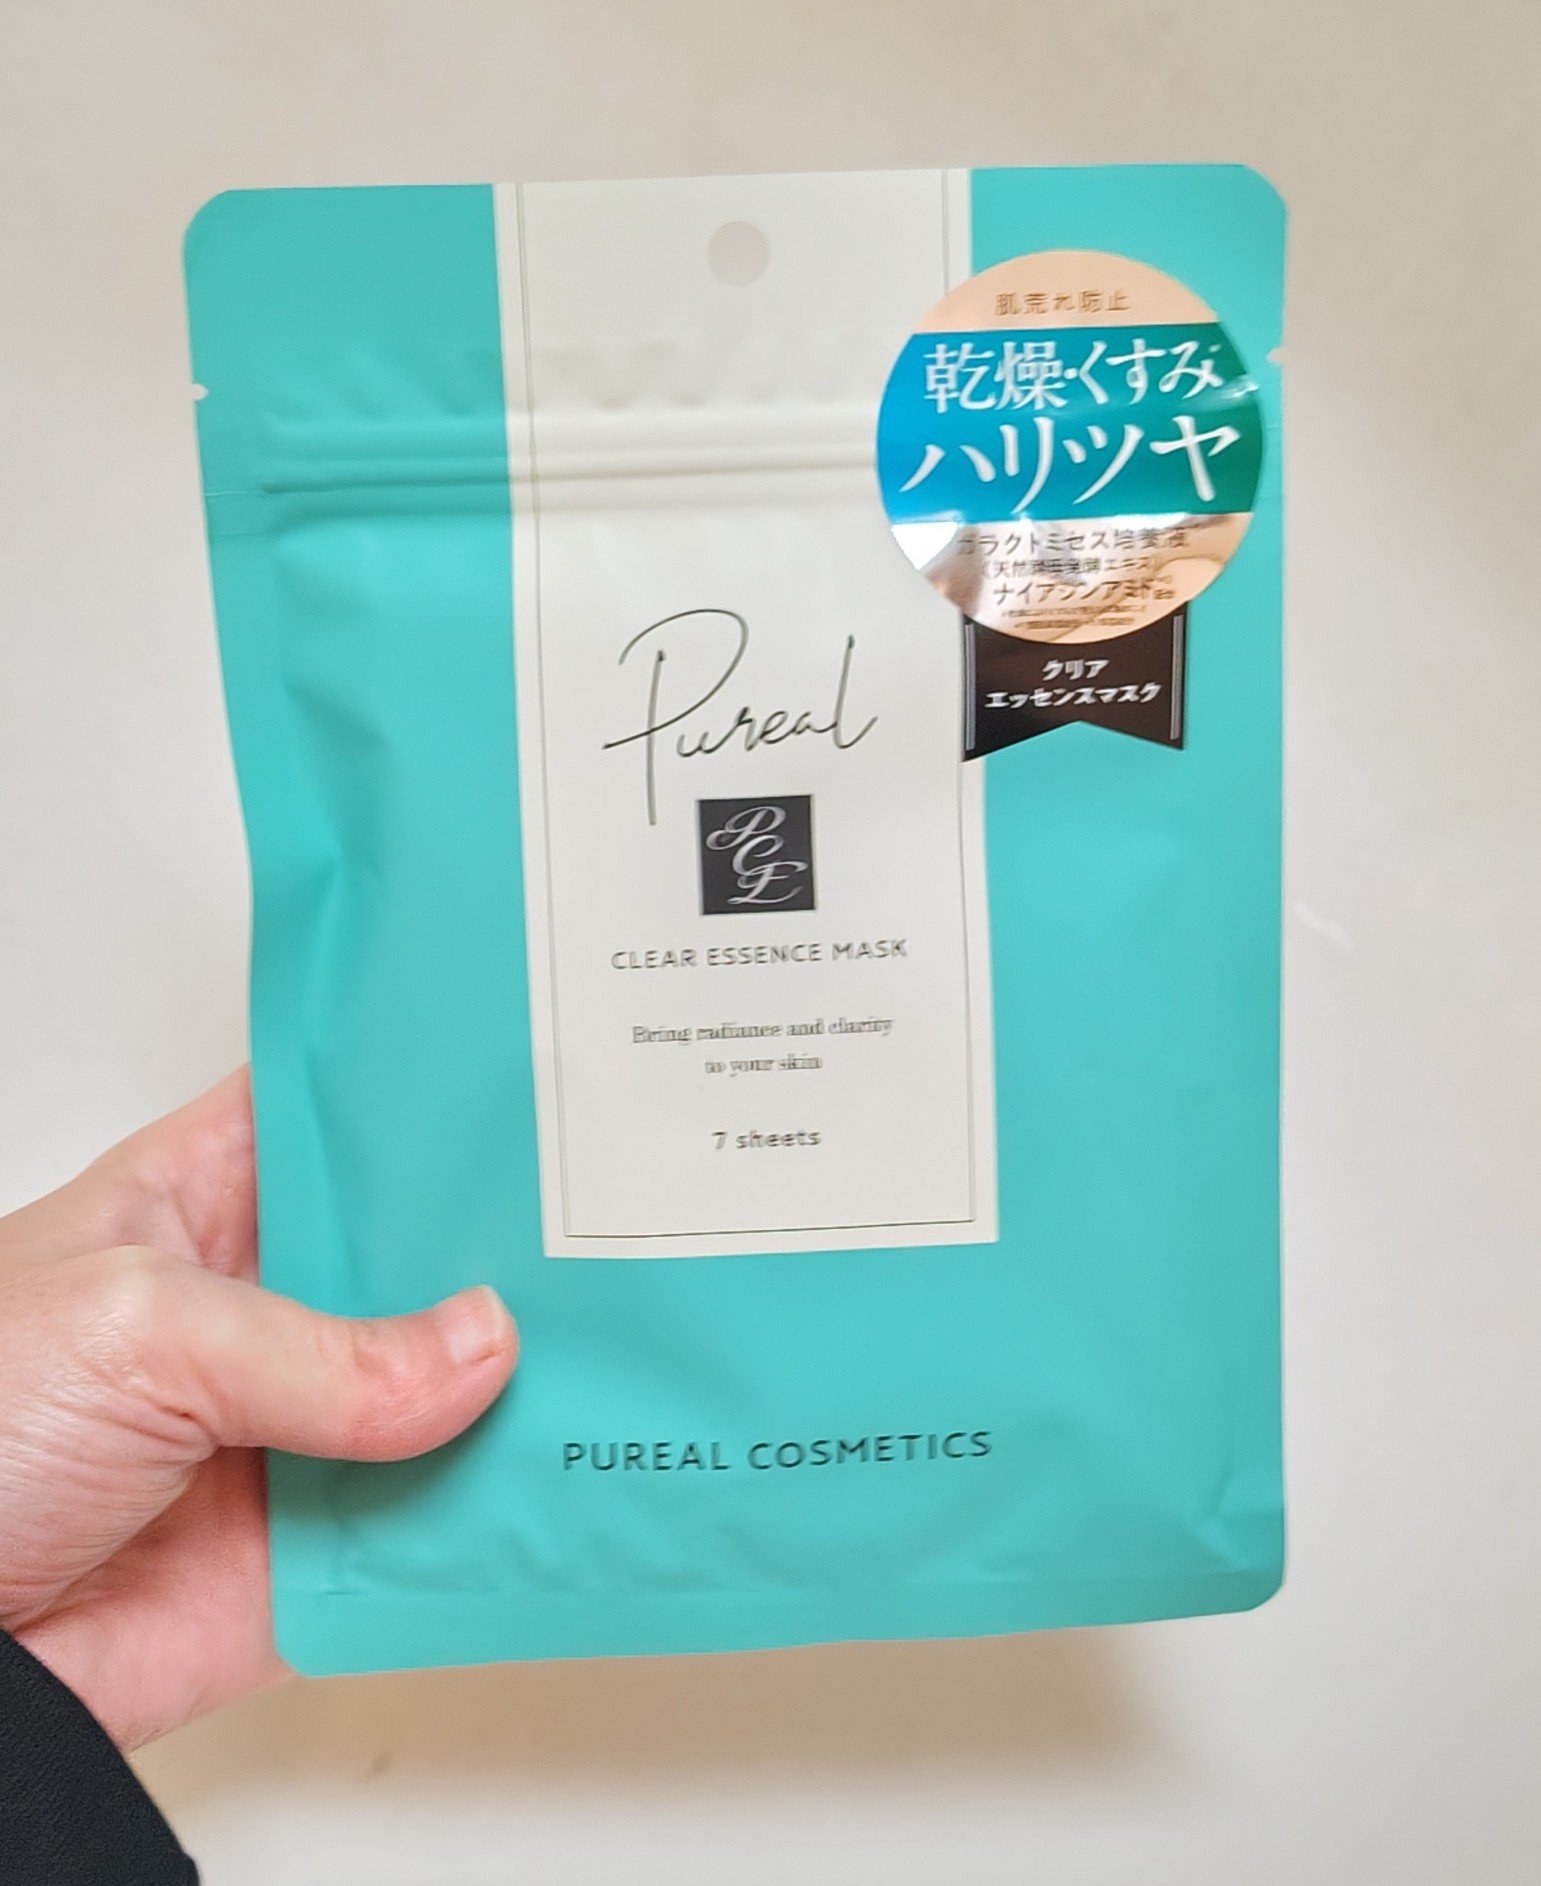 肌荒れ防止
乾燥・くすみ
ハリツヤ
ガラクトミセス培養液
ナイアシンアミド
クリア
エッセンスマスク
Pureal
PCE
CLEAR ESSENCE MASK
Bring radiance and clarity
to your skin
7 sheets
PUREAL COSMETICS